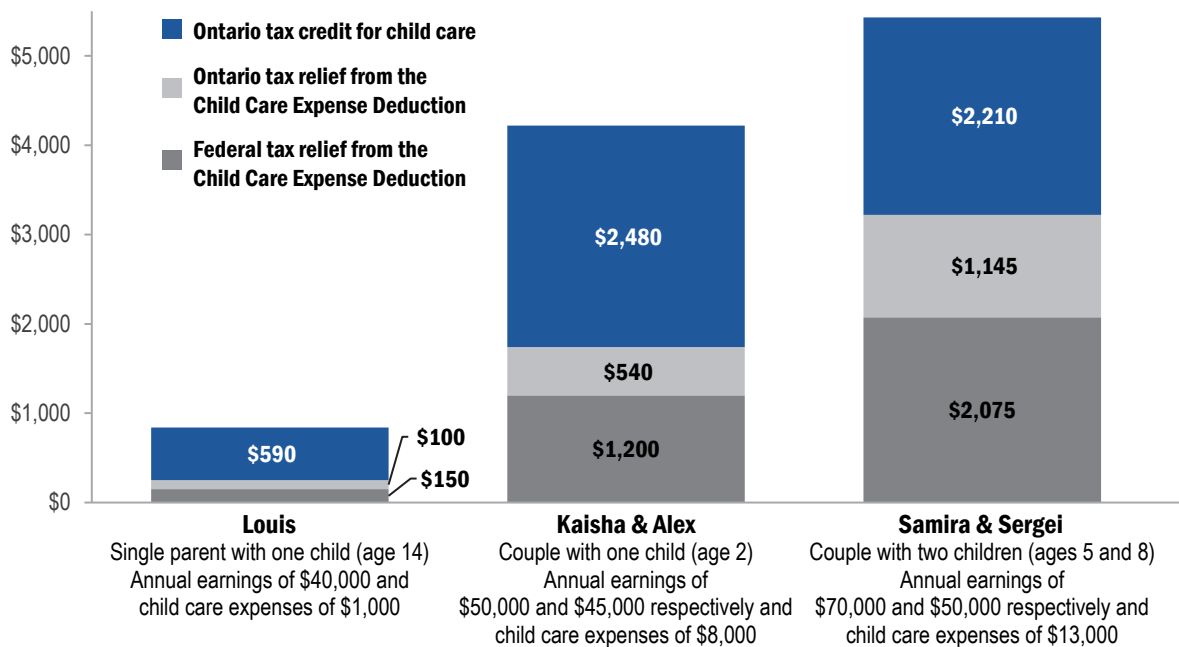 $5,000
$4,000
$3,000
$2,000
$1,000
$0
Ontario tax credit for child care
Ontario tax relief from the
Child Care Expense Deduction
Federal tax relief from the
Child Care Expense Deduction
$590
$100
$150
$2,480
$540
$1,200
$2,210
$1,145
$2,075
Louis
Single parent with one child (age 14)
Annual earnings of $40,000 and
child care expenses of $1,000
Kaisha & Alex
Couple with one child (age 2)
Annual earnings of
$50,000 and $45,000 respectively and
child care expenses of $8,000
Samira & Sergei
Couple with two children (ages 5 and 8)
Annual earnings of
$70,000 and $50,000 respectively and
child care expenses of $13,000